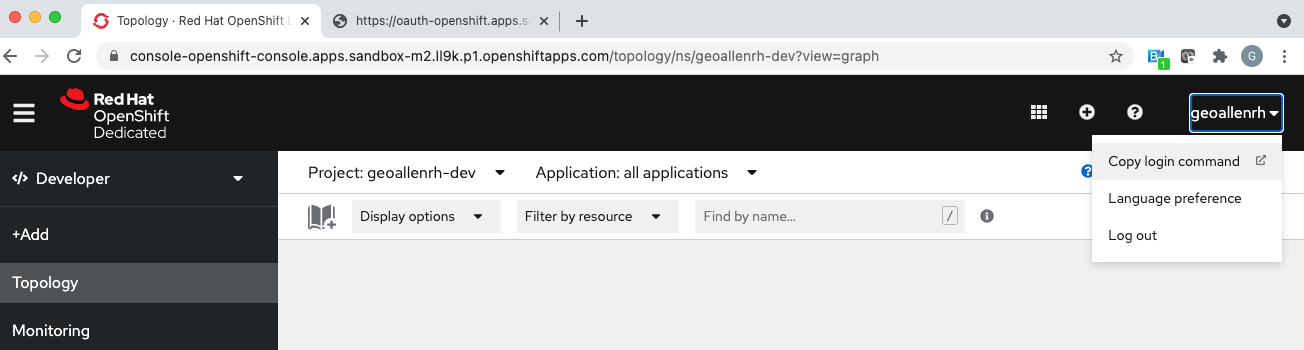 Topology · Red Hat OpenShift D
https://oauth-openshift.apps.s
console-openshift-console.apps.sandbox-m2.ll9k.p1.openshiftapps.com/topology/ns/geoallenrh-dev?view=graph
1
G
Red Hat
OpenShift
Dedicated
geoallenrh
Copy login command
Language preference
Log out
</> Developer
Project: geoallenrh-dev
Application: all applications
Display options
Filter by resource
Find by name...
/
+Add
Topology
Monitoring